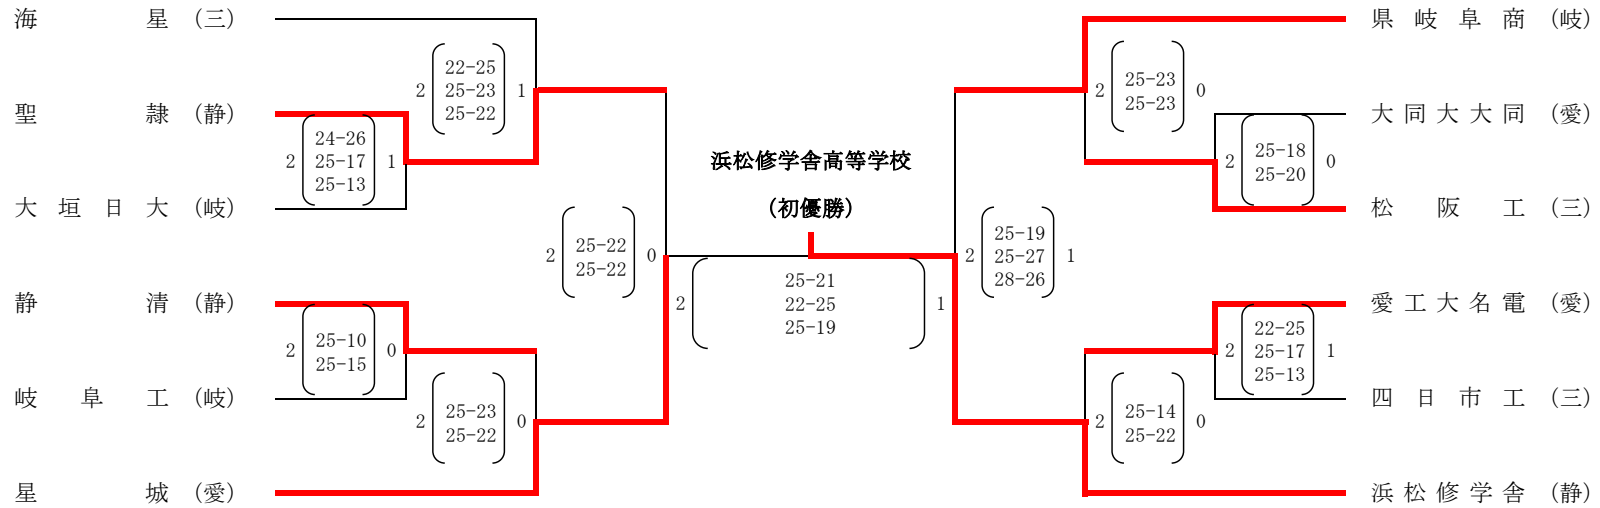 海星（三）
2 22-25 25-23 25-22 1
聖隷（静）
2 24-26 25-17 25-13 1
大垣日大（岐）
2 25-22 25-22 0
静清（静）
2 25-10 25-15 0
岐阜工（岐）
2 25-23 25-22 0
星城（愛）
浜松修学舎高等学校
（初優勝）
2 25-21 22-25 25-19 1
県岐阜商（岐）
2 25-23 25-23 0
大同大大同（愛）
2 25-18 25-20 0
松阪工（三）
2 25-19 25-27 28-26 1
愛工大名電（愛）
2 22-25 25-17 25-13 1
四日市工（三）
2 25-14 25-22 0
浜松修学舎（静）